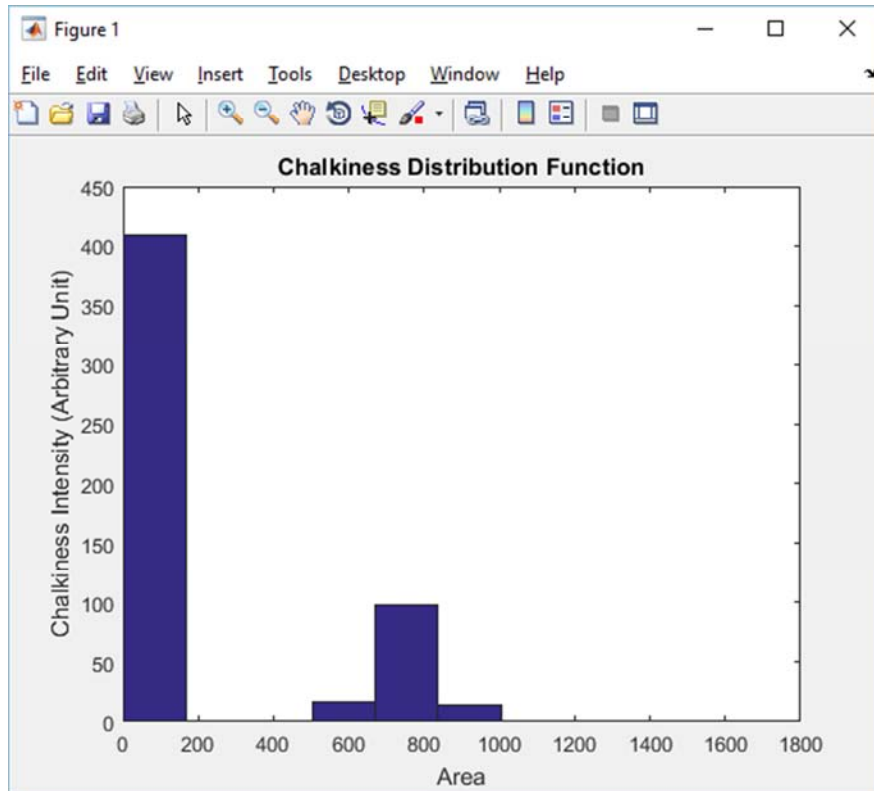 Figure 1
File Edit View Insert Tools Desktop Window Help
Chalkiness Distribution Function
Chalkiness Intensity (Arbitrary Unit)
450
400
350
300
250
200
150
100
50
0
0 200 400 600 800 1000 1200 1400 1600 1800
Area